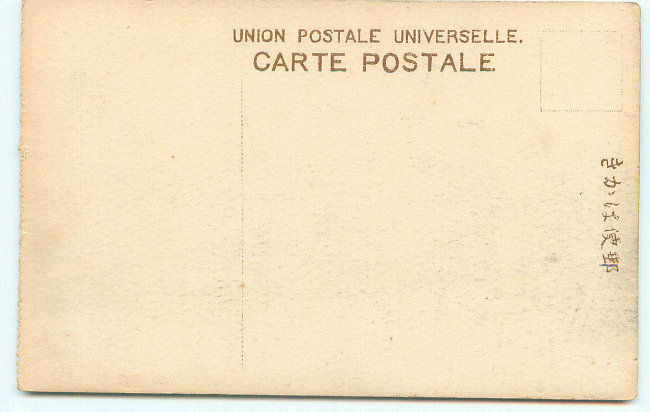 UNION POSTALE UNIVERSELLE.
CARTE POSTALE
郵便はかき